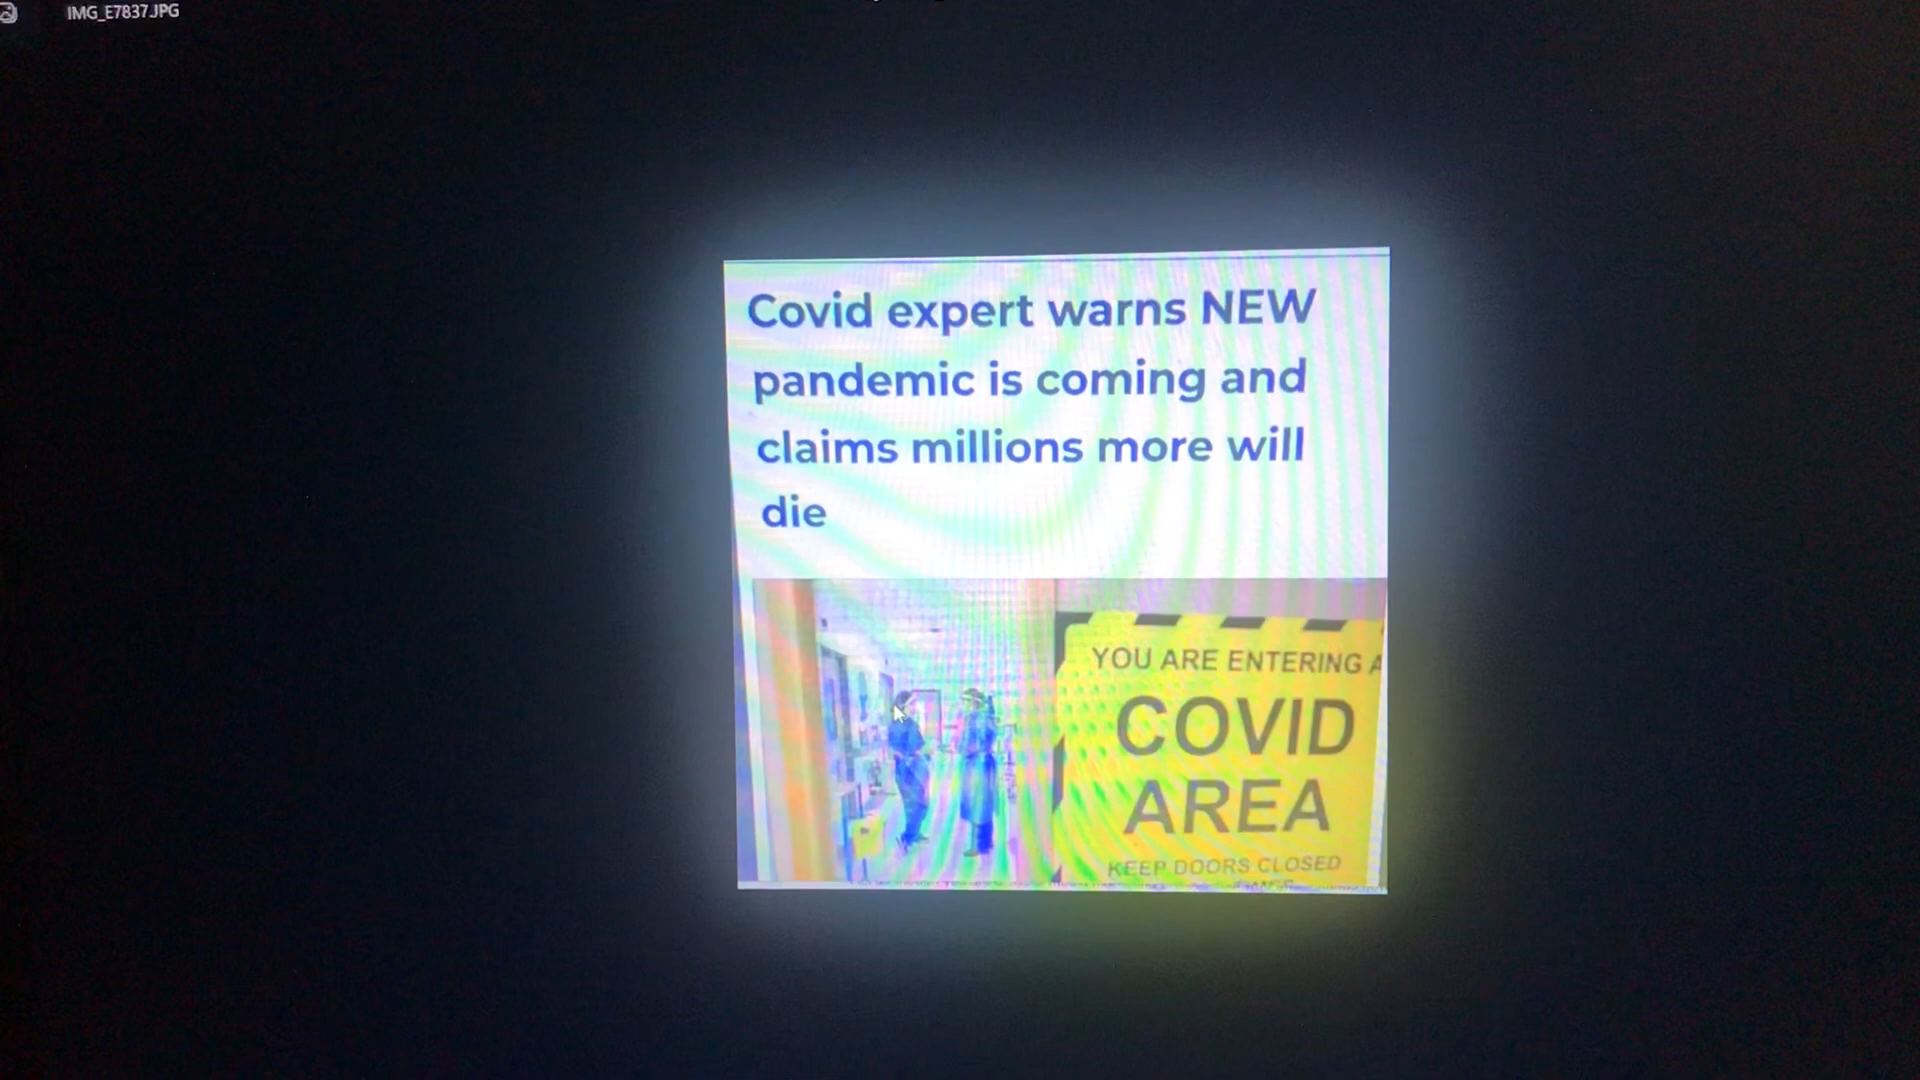 IMG_E7837.JPG
Covid expert warns NEW
pandemic is coming and
claims millions more will
die
YOU ARE ENTERING A
COVID
AREA
KEEP DOORS CLOSED